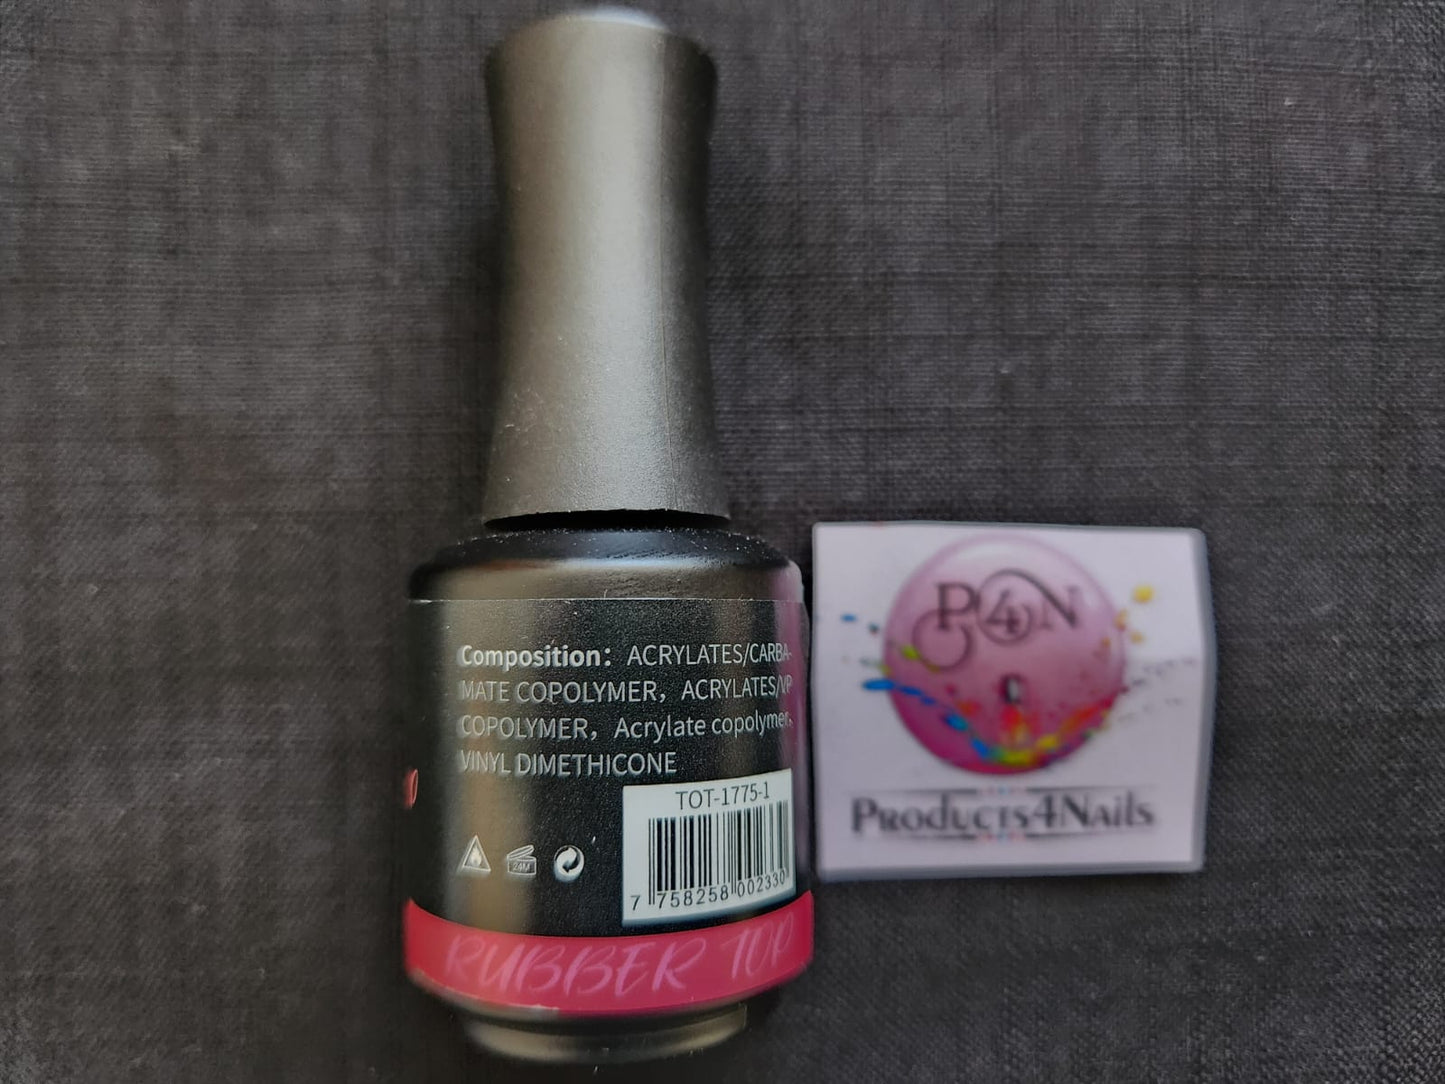 Composition： ACRYLATES/CARBA-
MATE COPOLYMER， ACRYLATES/VP
COPOLYMER， Acrylate copolymer，
VINYL DIMETHICONE
TOT-1775-1
24M
7 758258 002330
RUBBER TOP
P4N
PRODUCTS4NAILS